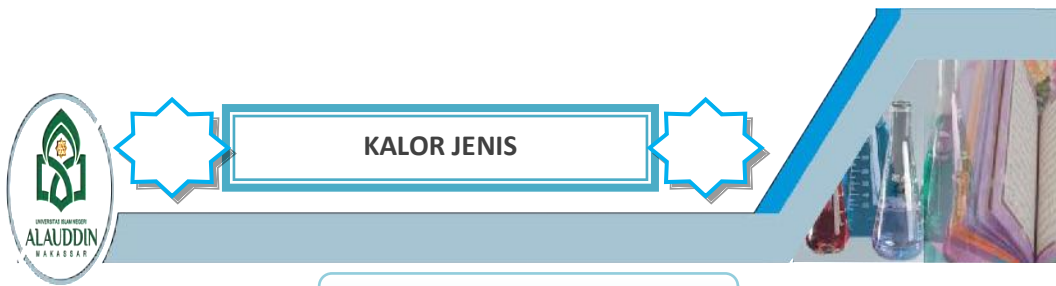 KALOR JENIS
UNIVERSITAS ISLAM NEGERI
ALAUDDIN
MAKASSAR